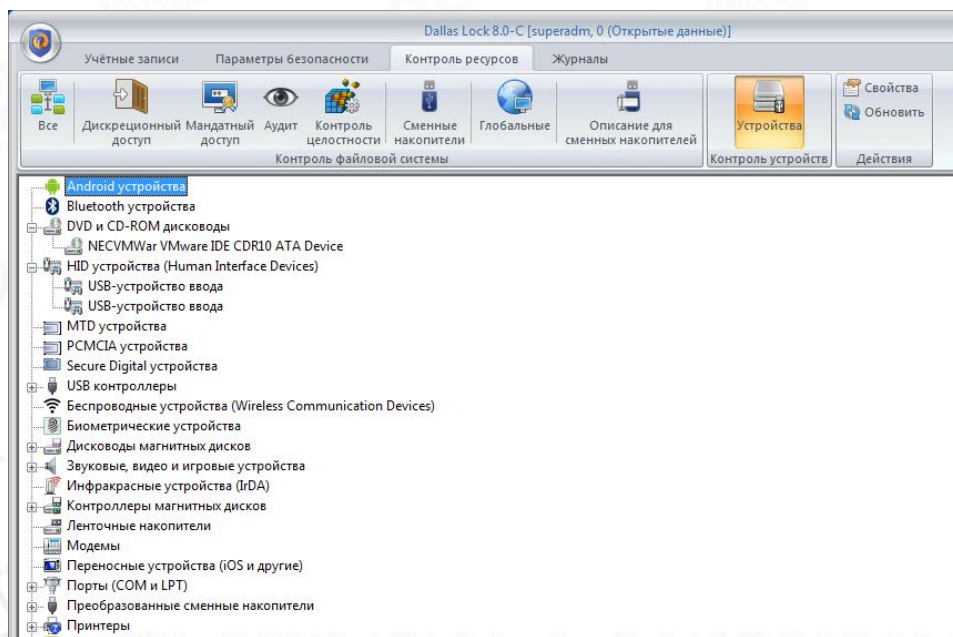 Dallas Lock 8.0-C [superadm, 0 (Открытые данные)]
Учётные записи Параметры безопасности Контроль ресурсов Журналы
Все Дискреционный доступ Мандатный доступ Аудит Контроль целостности Сменные накопители Глобальные Описание для сменных накопителей Устройства Свойства
Обновить
Контроль файловой системы Контроль устройств Действия
Android устройства
Bluetooth устройства
DVD и CD-ROM дисководы
NECVMWar VMware IDE CDR10 ATA Device
HID устройства (Human Interface Devices)
USB-устройство ввода
USB-устройство ввода
MTD устройства
PCMCIA устройства
Secure Digital устройства
USB контроллеры
Беспроводные устройства (Wireless Communication Devices)
Биометрические устройства
Дисководы магнитных дисков
Звуковые, видео и игровые устройства
Инфракрасные устройства (IrDA)
Контроллеры магнитных дисков
Ленточные накопители
Модемы
Переносные устройства (iOS и другие)
Порты (COM и LPT)
Преобразованные сменные накопители
Принтеры